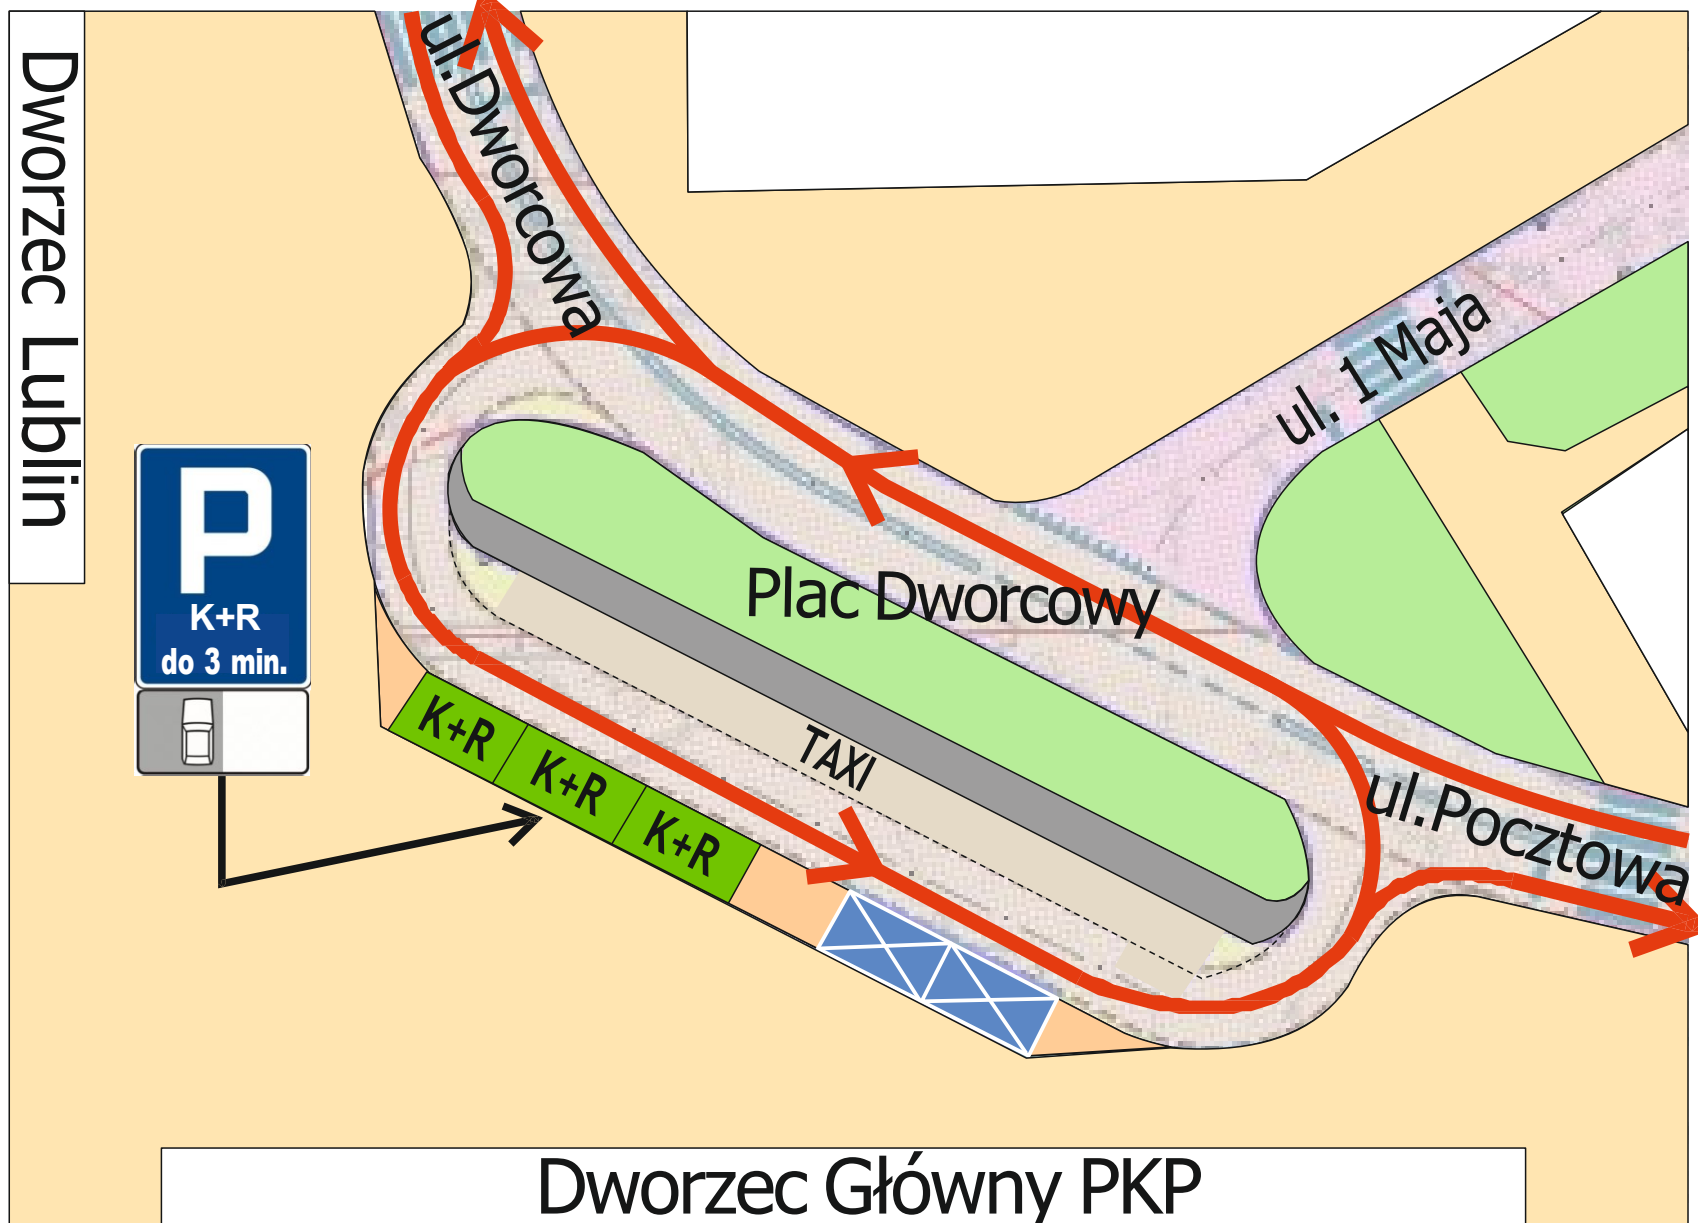 ul.Dworcowa
Dworzec Lublin
ul. 1 Maja
P
K+R
do 3 min.
Plac Dworcowy
K+R
K+R
K+R
TAXI
ul.Pocztowa
Dworzec Główny PKP